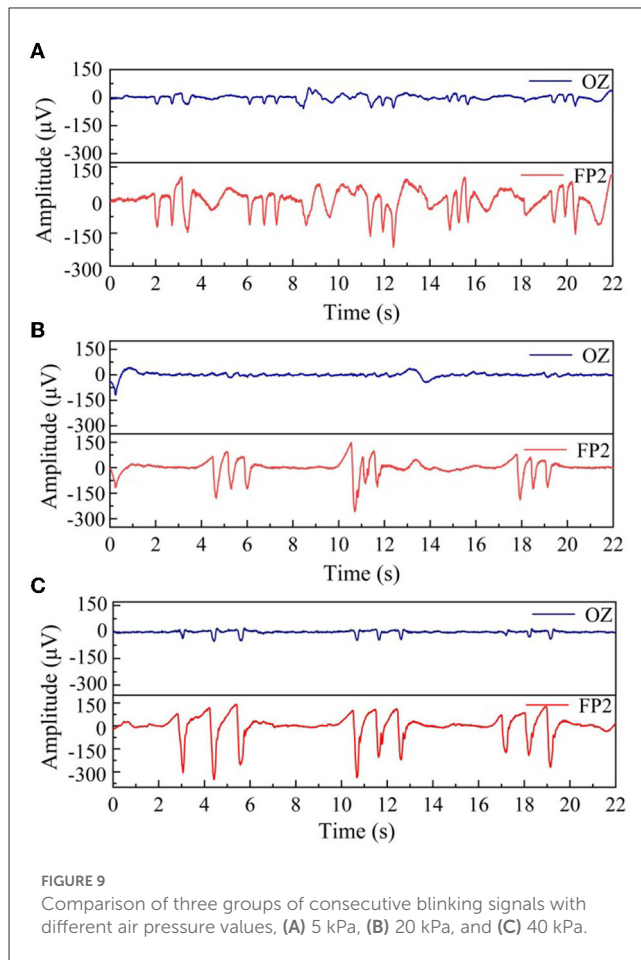 A
150
0
-150
-300
OZ
150
0
-150
-300
FP2
Amplitude (µV)
0 2 4 6 8 10 12 14 16 18 20 22
Time (s)
B
150
0
-150
-300
OZ
150
0
-150
-300
FP2
Amplitude (µV)
0 2 4 6 8 10 12 14 16 18 20 22
Time (s)
C
150
0
-150
OZ
150
0
-150
-300
FP2
Amplitude (µV)
0 2 4 6 8 10 12 14 16 18 20 22
Time (s)
FIGURE 9
Comparison of three groups of consecutive blinking signals with
different air pressure values, (A) 5 kPa, (B) 20 kPa, and (C) 40 kPa.